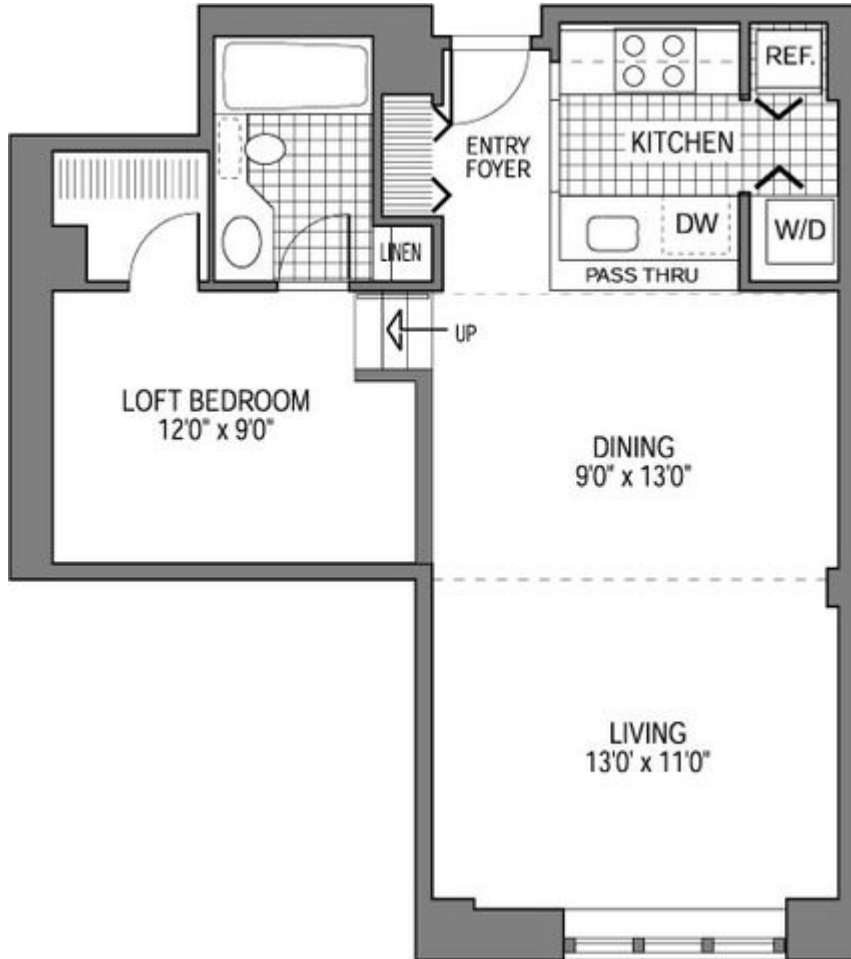 REF.
ENTRY
FOYER
KITCHEN
LINEN
DW
W/D
PASS THRU
UP
LOFT BEDROOM
12'0" x 9'0"
DINING
9'0" x 13'0"
LIVING
13'0' x 11'0"